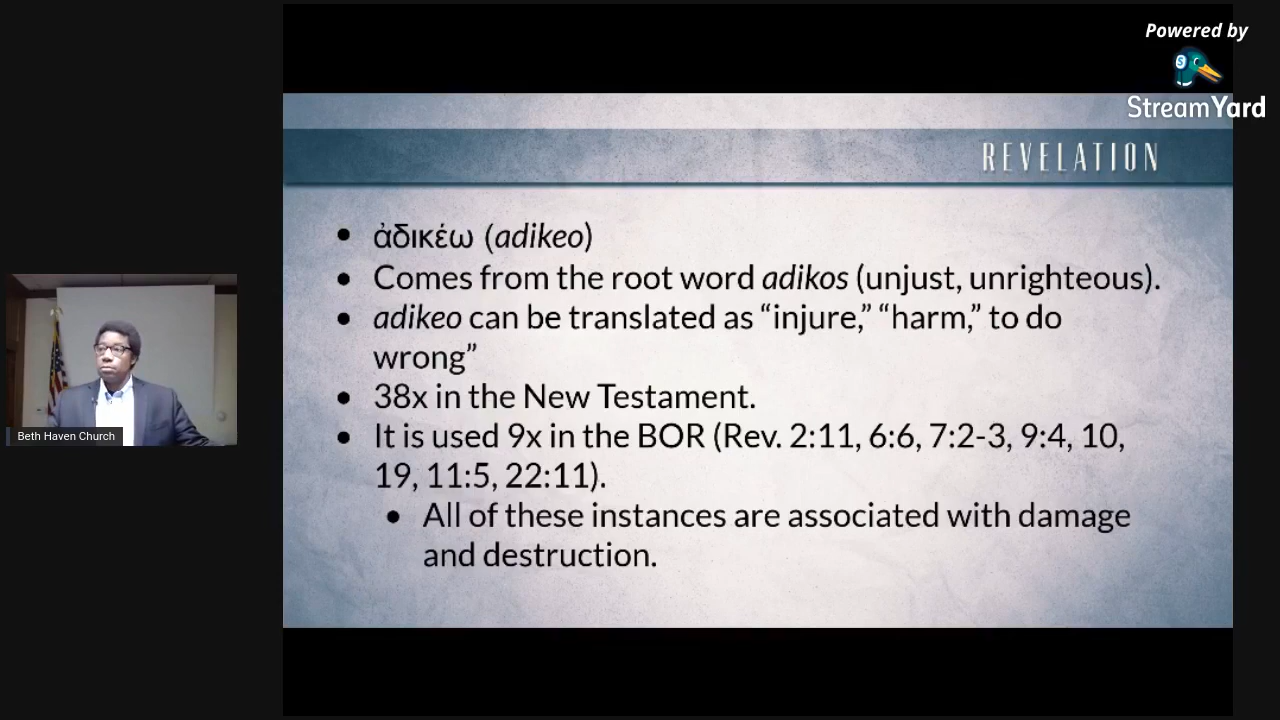 Powered by
StreamYard
REVELATION
• ἀδικέω (adikeo)
• Comes from the root word adikos (unjust, unrighteous).
• adikeo can be translated as “injure,” “harm,” to do
wrong”
• 38x in the New Testament.
• It is used 9x in the BOR (Rev. 2:11, 6:6, 7:2-3, 9:4, 10,
19, 11:5, 22:11).
• All of these instances are associated with damage
and destruction.
Beth Haven Church